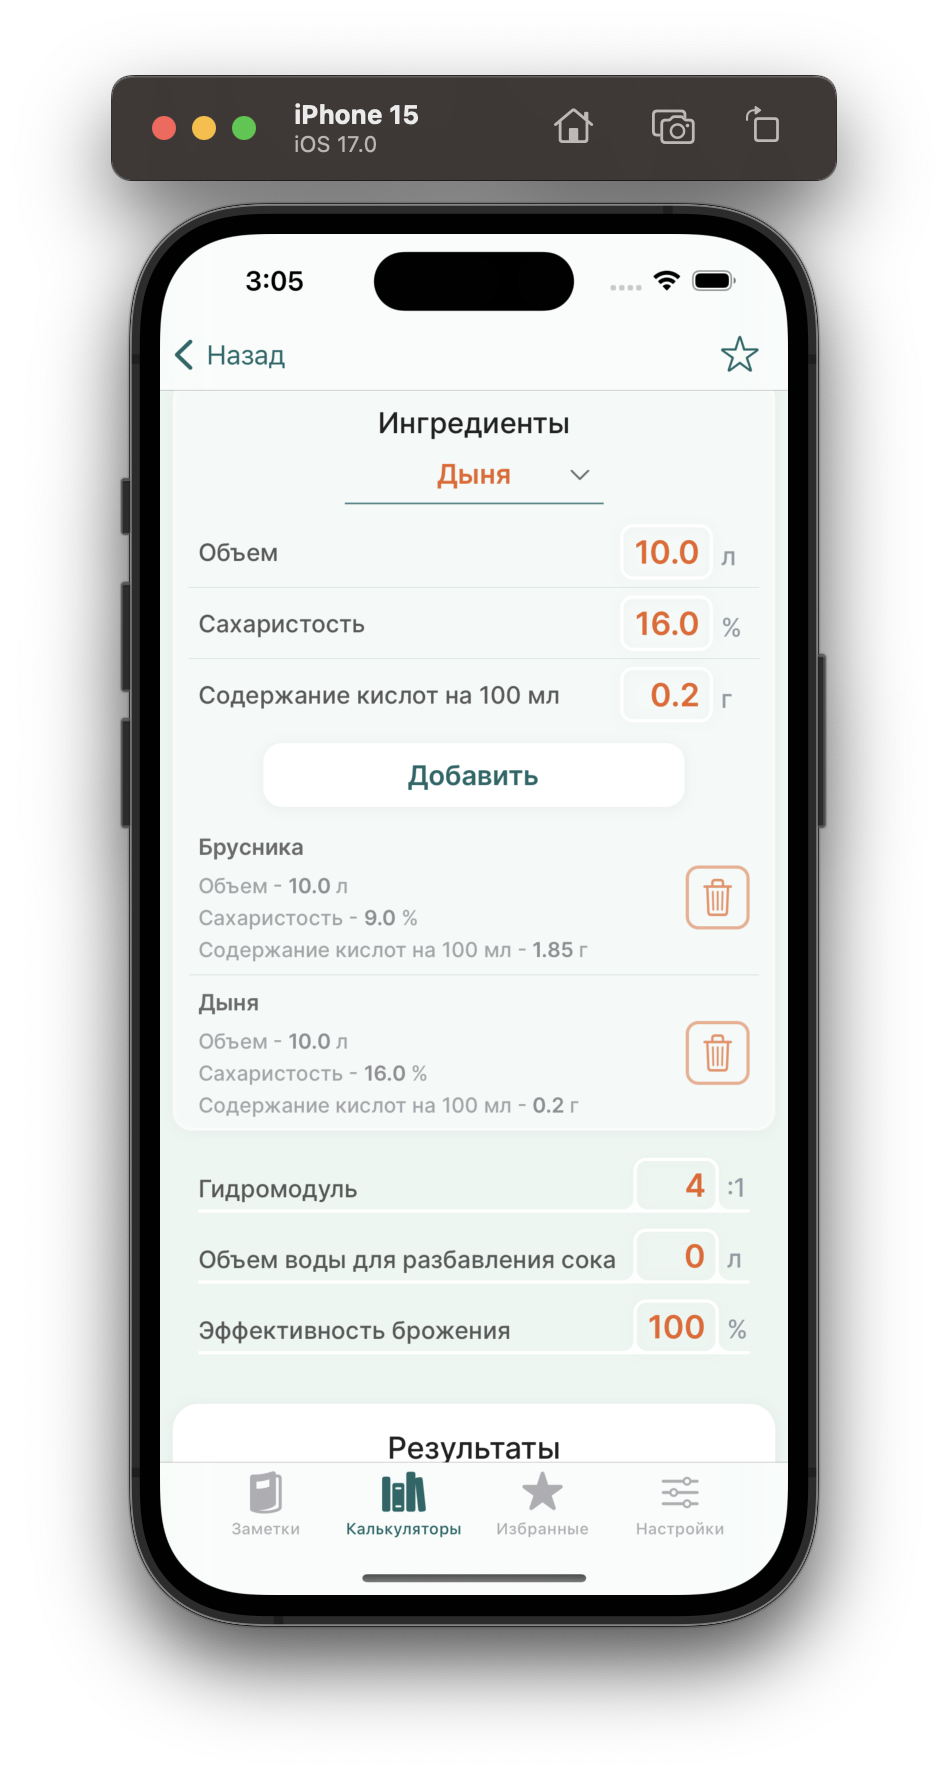 iPhone 15
iOS 17.0
3:05
Назад
Ингредиенты
Дыня
Объем 10.0 л
Сахаристость 16.0 %
Содержание кислот на 100 мл 0.2 г
Добавить
Брусника
Объем - 10.0 л
Сахаристость - 9.0 %
Содержание кислот на 100 мл - 1.85 г
Дыня
Объем - 10.0 л
Сахаристость - 16.0 %
Содержание кислот на 100 мл - 0.2 г
Гидромодуль 4 :1
Объем воды для разбавления сока 0 л
Эффективность брожения 100 %
Результаты
Заметки Калькуляторы Избранные Настройки